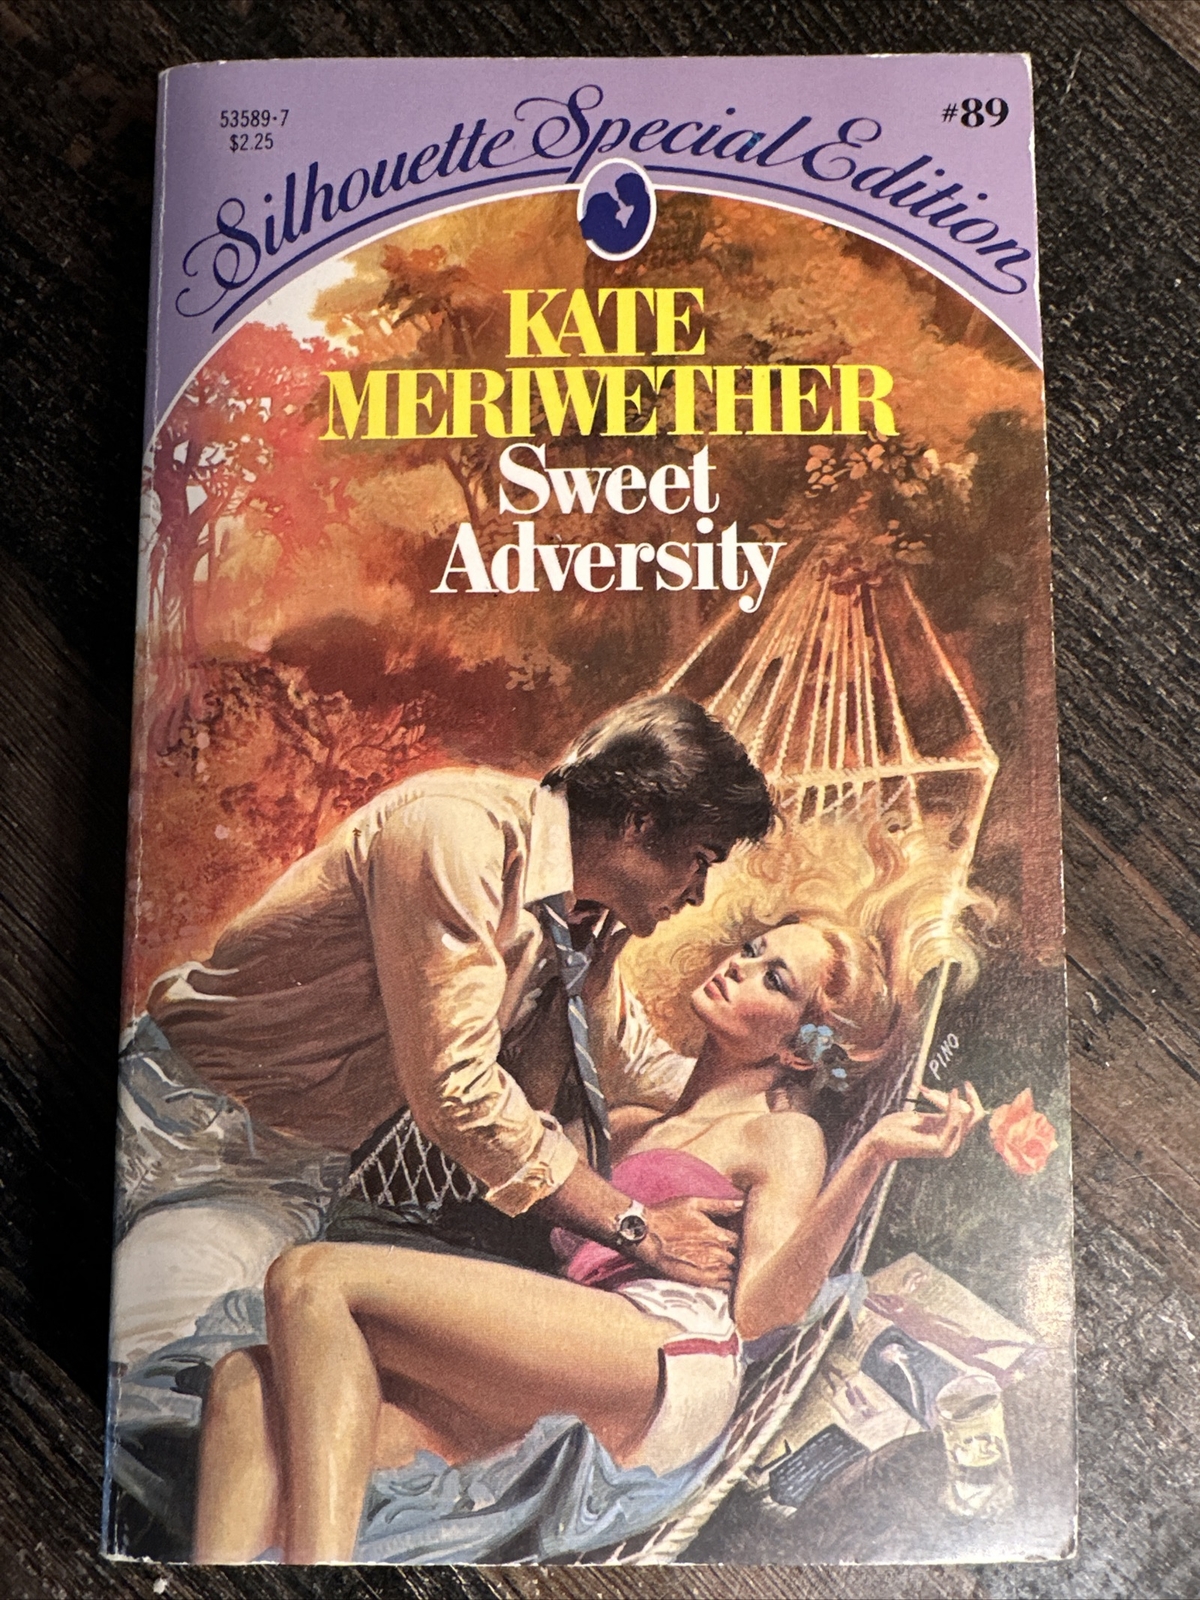 53589-7
$2.25
#89
Silhouette Special Edition
KATE
MERIWETHER
Sweet
Adversity
PINO